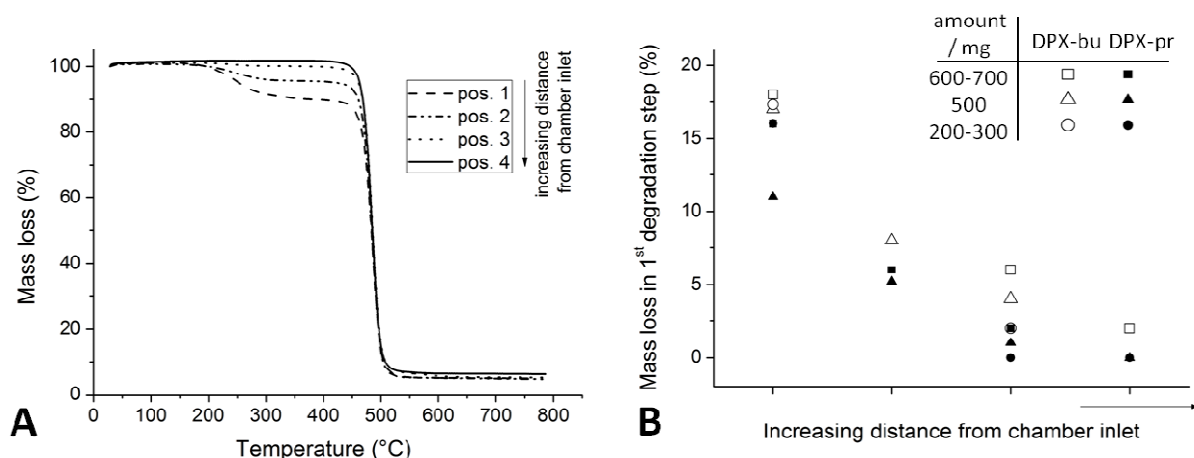 100
80
60
40
20
0
0 100 200 300 400 500 600 700 800
Mass loss (%)
Temperature (°C)
pos. 1
pos. 2
pos. 3
pos. 4
increasing distance
from chamber inlet
A
amount
/ mg
DPX-bu DPX-pr
600-700
500
200-300
20
15
10
5
0
Mass loss in 1st degradation step (%)
Increasing distance from chamber inlet
B